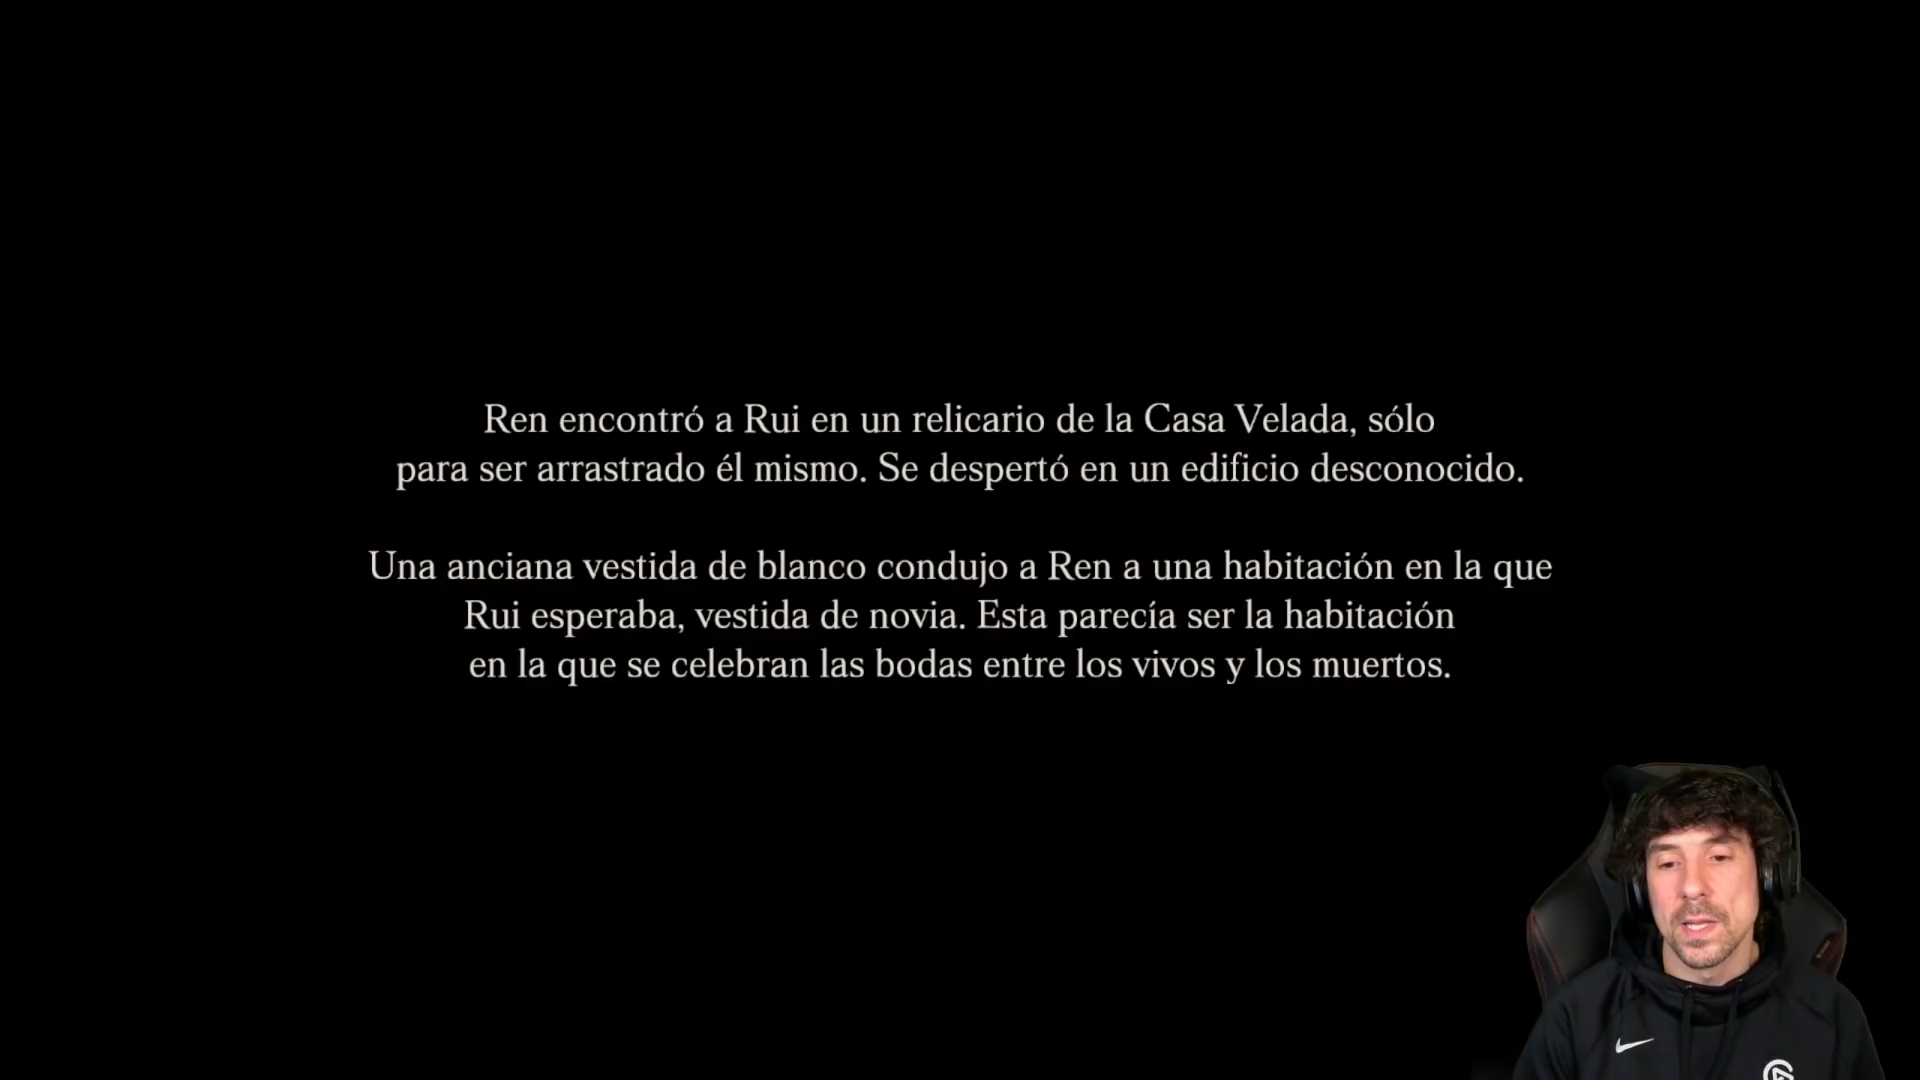 Ren encontró a Rui en un relicario de la Casa Velada, sólo
para ser arrastrado él mismo. Se despertó en un edificio desconocido.
Una anciana vestida de blanco condujo a Ren a una habitación en la que
Rui esperaba, vestida de novia. Esta parecía ser la habitación
en la que se celebran las bodas entre los vivos y los muertos.